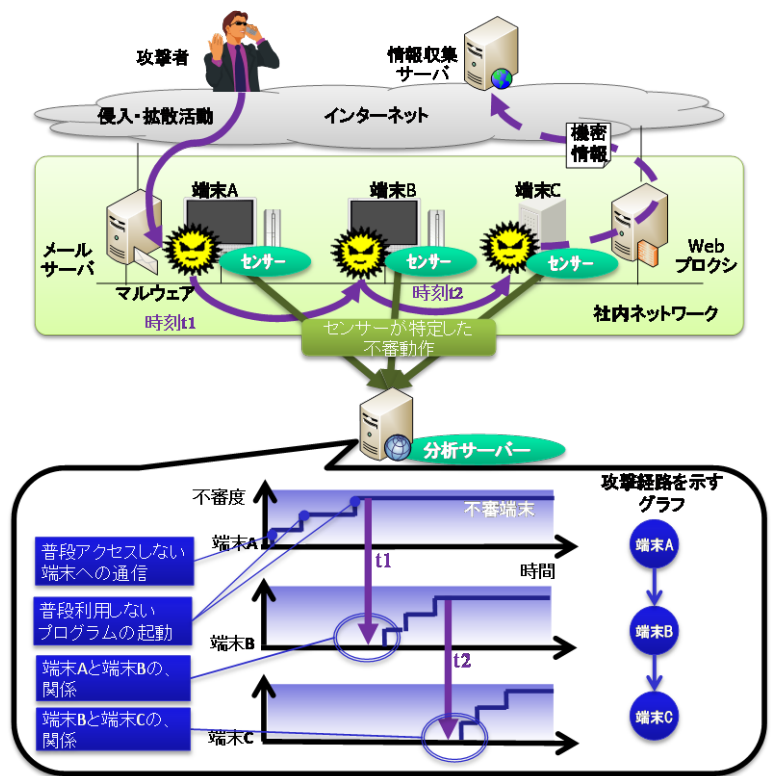 攻撃者
情報収集
サーバ
侵入・拡散活動
インターネット
機密
情報
端末A
端末B
端末C
メール
サーバ
センサー
センサー
センサー
Web
プロクシ
マルウェア
時刻t1
時刻t2
社内ネットワーク
センサーが特定した
不審動作
分析サーバー
不審度
不審端末
攻撃経路を示す
グラフ
端末A
端末A
普段アクセスしない
端末への通信
t1
時間
普段利用しない
プログラムの起動
端末B
端末B
端末Aと端末Bの、
関係
t2
端末Bと端末Cの、
関係
端末C
端末C